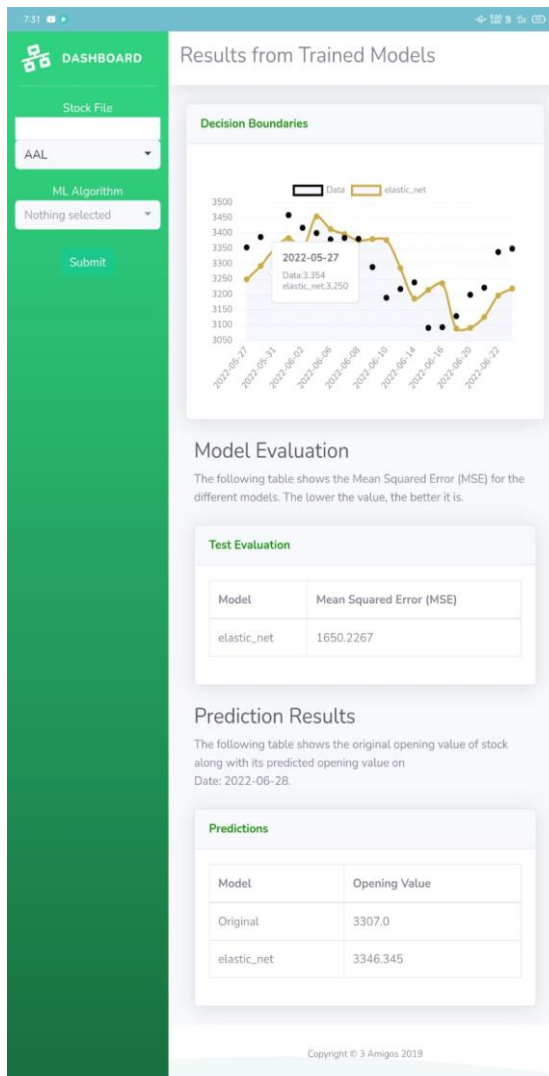 7:31
DASHBOARD
Stock File
AAL
ML Algorithm
Nothing selected
Submit
Results from Trained Models
Decision Boundaries
Data elastic_net
3500
3450
3400
3350
3300
3250
3200
3150
3100
3050
2022-05-27
Data:3,354
elastic_net:3,250
2022-05-27
2022-05-31
2022-06-02
2022-06-06
2022-06-08
2022-06-10
2022-06-14
2022-06-16
2022-06-20
2022-06-22
Model Evaluation
The following table shows the Mean Squared Error (MSE) for the
different models. The lower the value, the better it is.
Test Evaluation
Model Mean Squared Error (MSE)
elastic_net 1650.2267
Prediction Results
The following table shows the original opening value of stock
along with its predicted opening value on
Date: 2022-06-28.
Predictions
Model Opening Value
Original 3307.0
elastic_net 3346.345
Copyright © 3 Amigos 2019